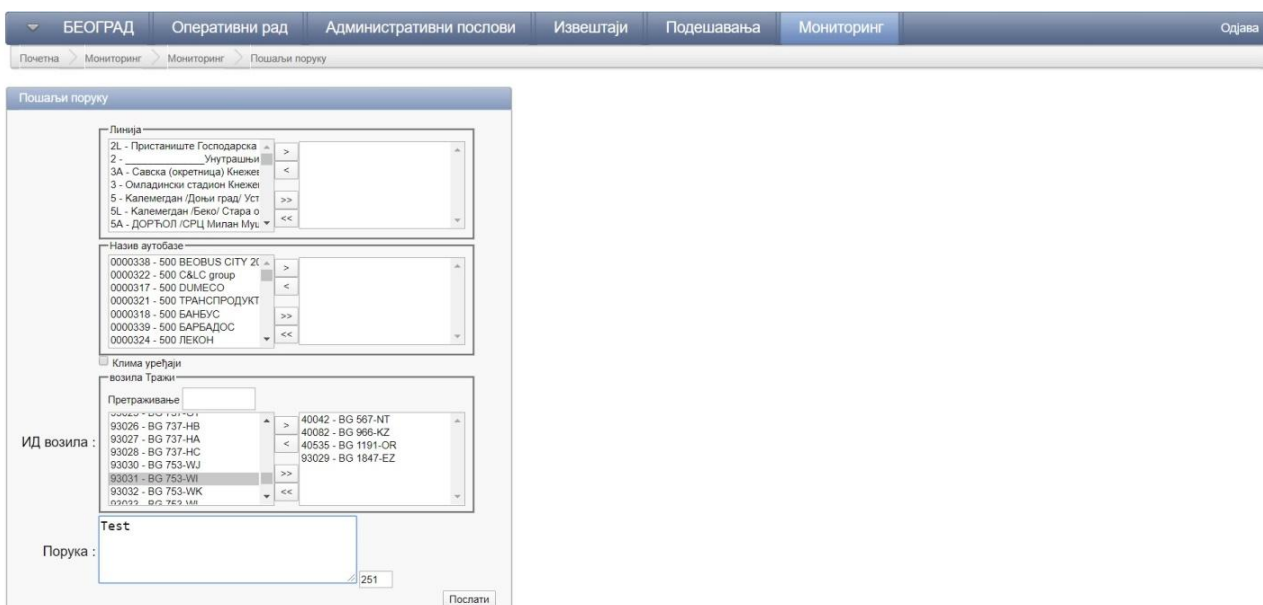 БЕОГРАД Оперативни рад Административни послови Извештаји Подешавања Мониторинг Одјава
Почетна Мониторинг Мониторинг Пошаљи поруку
Пошаљи поруку
Линија
2L - Пристаниште Господарска
2 - ______________Унутрашњи
3А - Савска (окретница) Кнежев
3 - Омладински стадион Кнеже
5 - Калемегдан /Доњи град/ Уст
5L - Калемегдан /Беко/ Стара о
5А - ДОРЋОЛ /СРЦ Милан Му
>
<
>>
<<
Назив аутобазе
0000338 - 500 BEOBUS CITY 20
0000322 - 500 C&LC group
0000317 - 500 DUMECO
0000321 - 500 ТРАНСПРОДУКТ
0000318 - 500 БАНБУС
0000339 - 500 БАРБАДОС
0000324 - 500 ЛЕКОН
>
<
>>
<<
Клима уређаји
возила Тражи
Претраживање
ИД возила :
93026 - BG 737-HB
93027 - BG 737-HA
93028 - BG 737-HC
93030 - BG 753-WJ
93031 - BG 753-WI
93032 - BG 753-WK
>
<
>>
<<
40042 - BG 567-NT
40082 - BG 966-KZ
40535 - BG 1191-OR
93029 - BG 1847-EZ
Порука :
Test
251
Послати